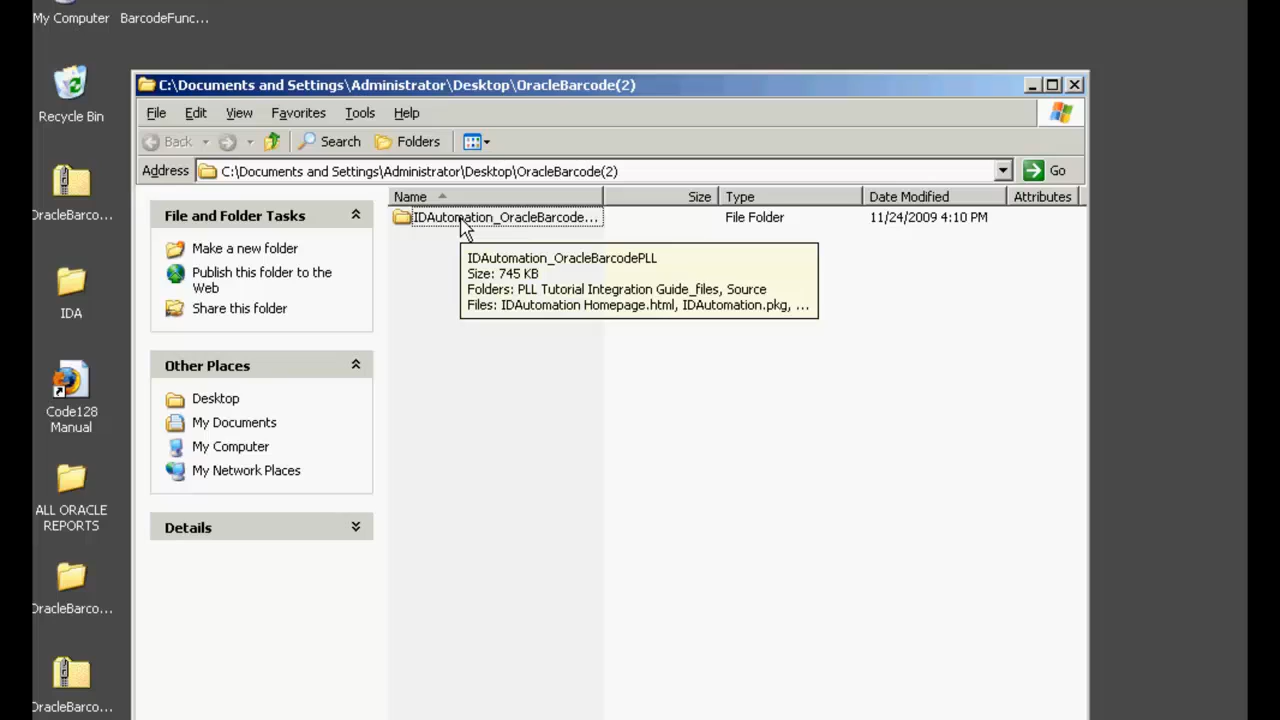 My Computer
BarcodeFunc...
Recycle Bin
OracleBarco...
IDA
Code128
Manual
ALL ORACLE
REPORTS
OracleBarco...
OracleBarco...
C:\Documents and Settings\Administrator\Desktop\OracleBarcode(2)
File Edit View Favorites Tools Help
Back Search Folders
Address C:\Documents and Settings\Administrator\Desktop\OracleBarcode(2) Go
File and Folder Tasks
Make a new folder
Publish this folder to the
Web
Share this folder
Other Places
Desktop
My Documents
My Computer
My Network Places
Details
Name Size Type Date Modified Attributes
IDAutomation_OracleBarcode... File Folder 11/24/2009 4:10 PM
IDAutomation_OracleBarcodePLL
Size: 745 KB
Folders: PLL Tutorial Integration Guide_files, Source
Files: IDAutomation Homepage.html, IDAutomation.pkg, ...